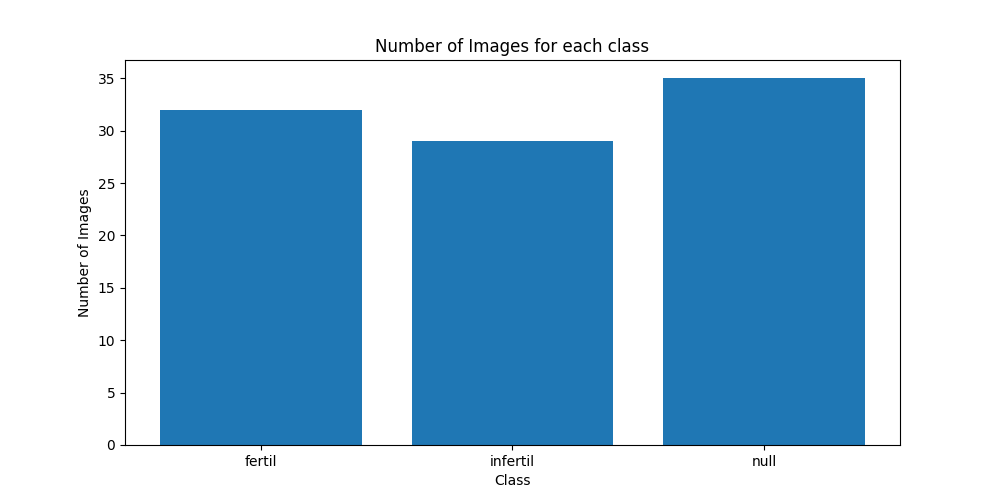 Number of Images for each class
Number of Images
35
30
25
20
15
10
5
0
fertil infertil null
Class